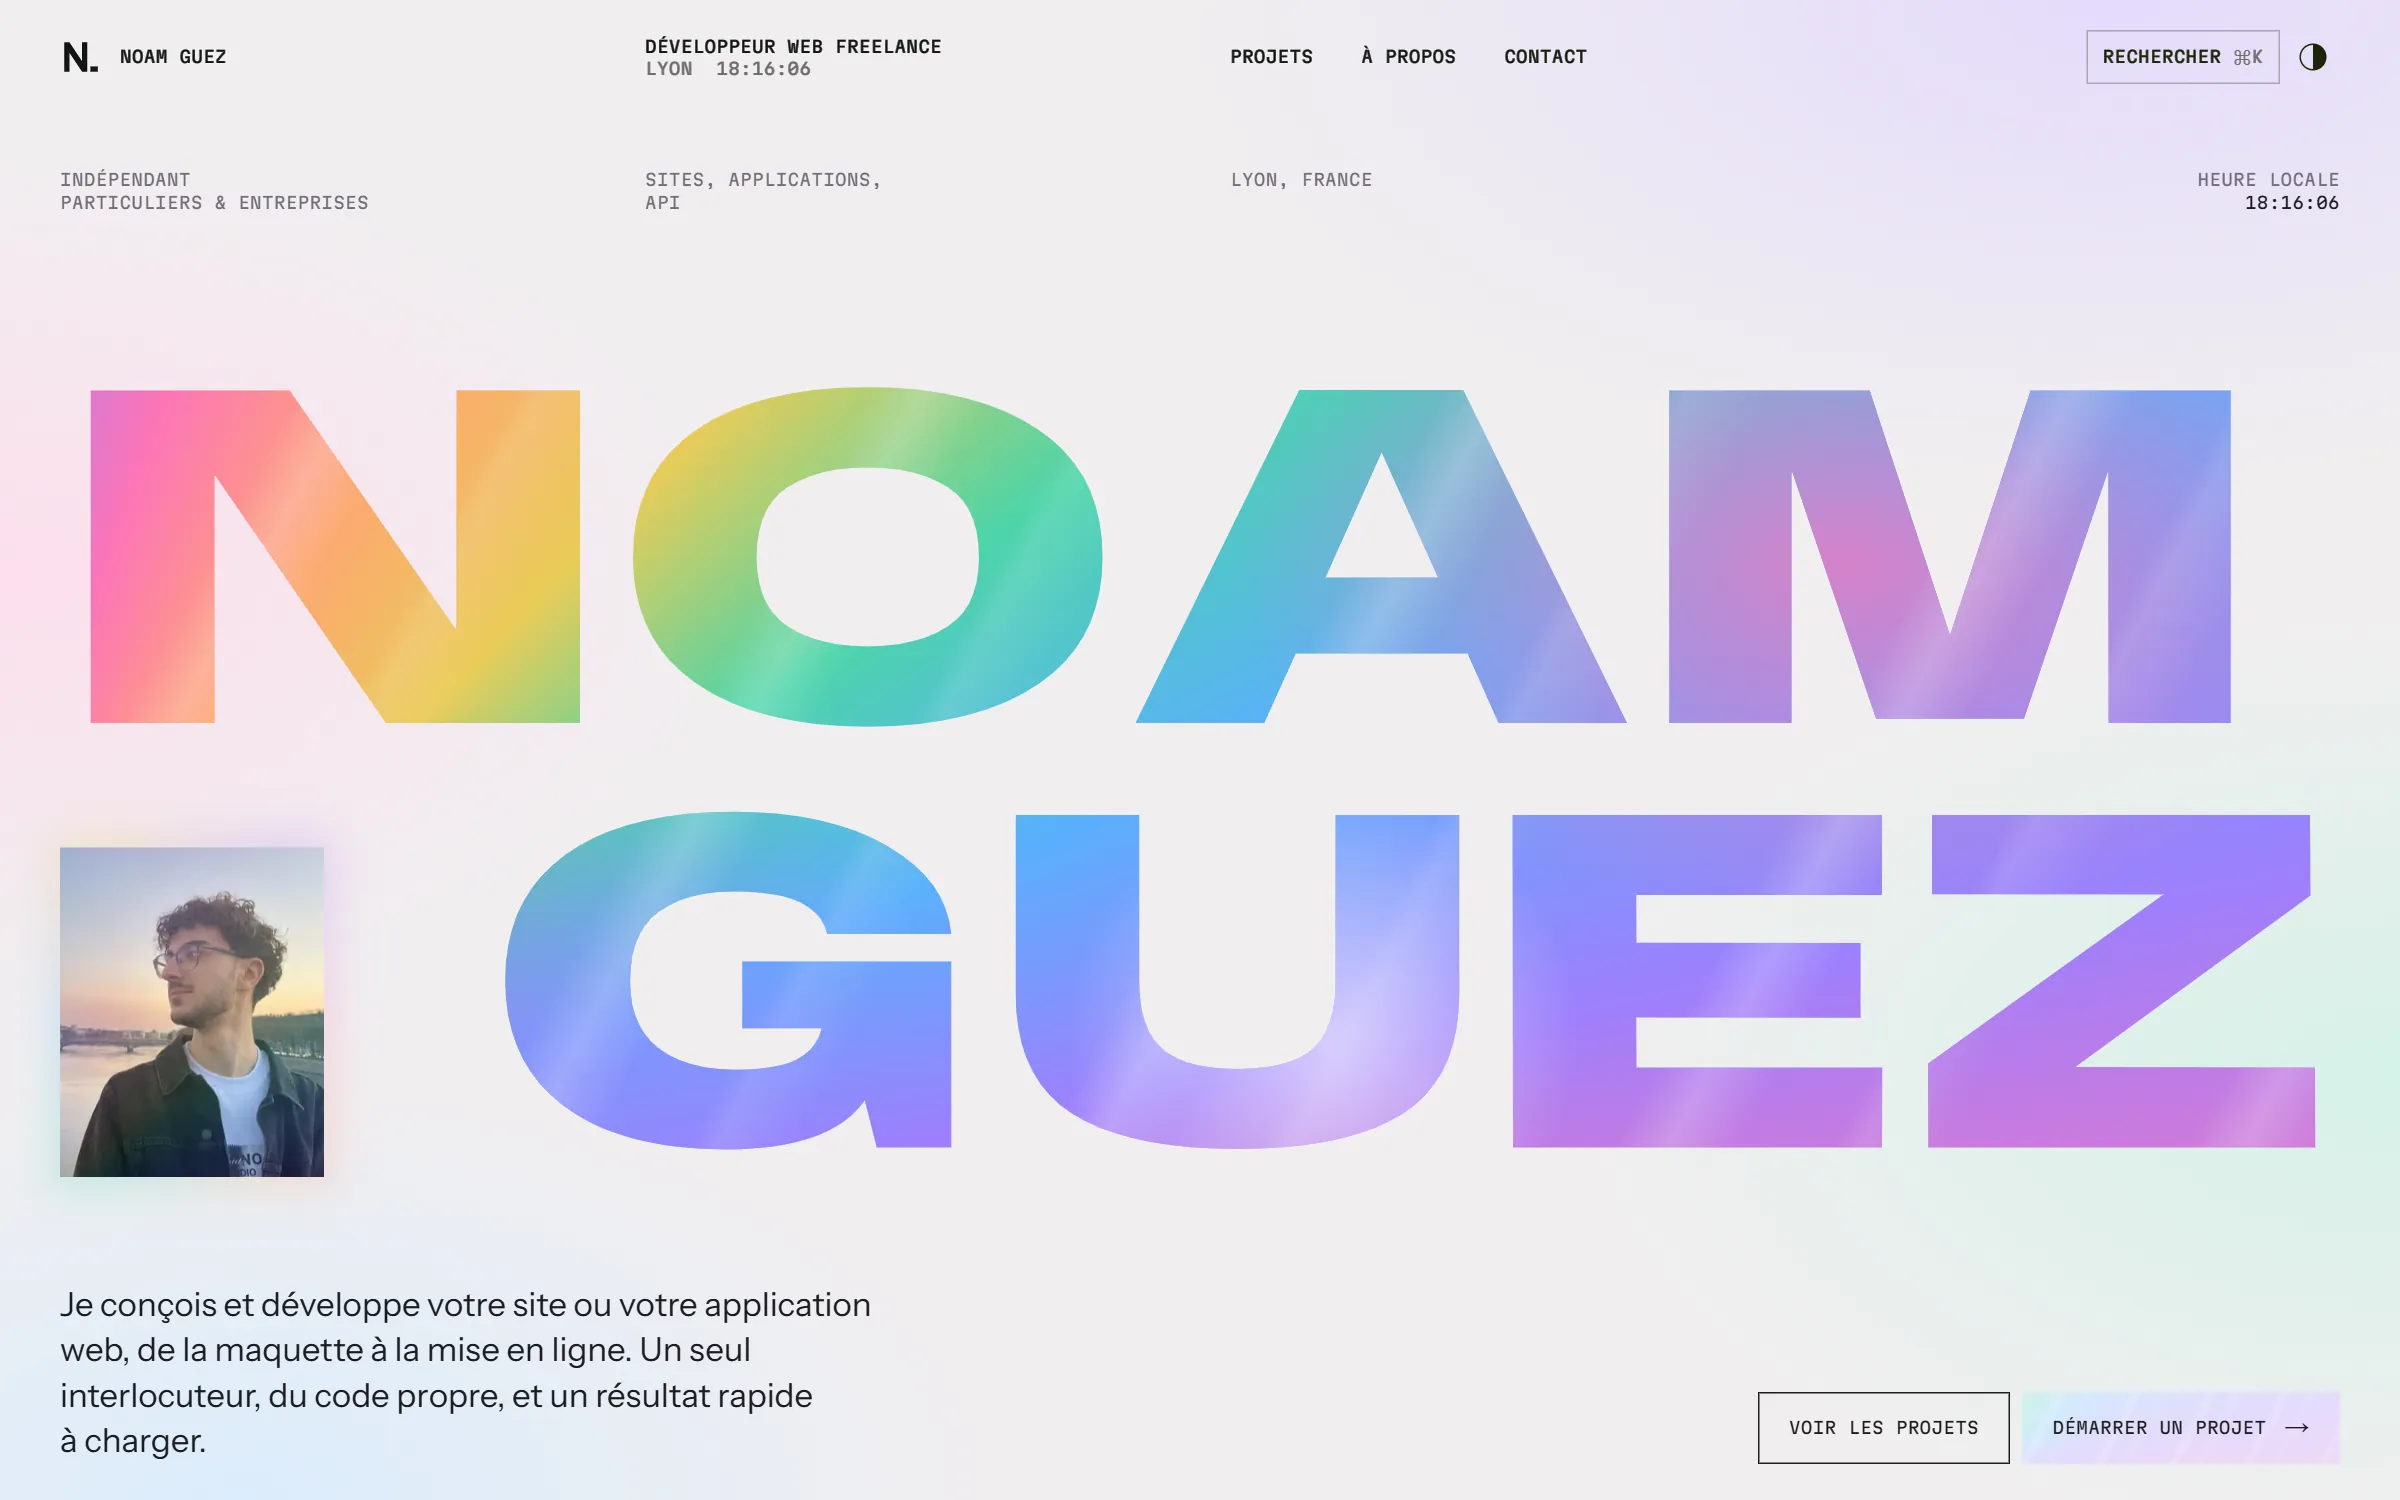 N. NOAM GUEZ
DÉVELOPPEUR WEB FREELANCE
LYON 18:16:06
PROJETS À PROPOS CONTACT
RECHERCHER ⌘K
INDÉPENDANT
PARTICULIERS & ENTREPRISES
SITES, APPLICATIONS,
API
LYON, FRANCE
HEURE LOCALE
18:16:06
NOAM
GUEZ
Je conçois et développe votre site ou votre application
web, de la maquette à la mise en ligne. Un seul
interlocuteur, du code propre, et un résultat rapide
à charger.
VOIR LES PROJETS
DÉMARRER UN PROJET →